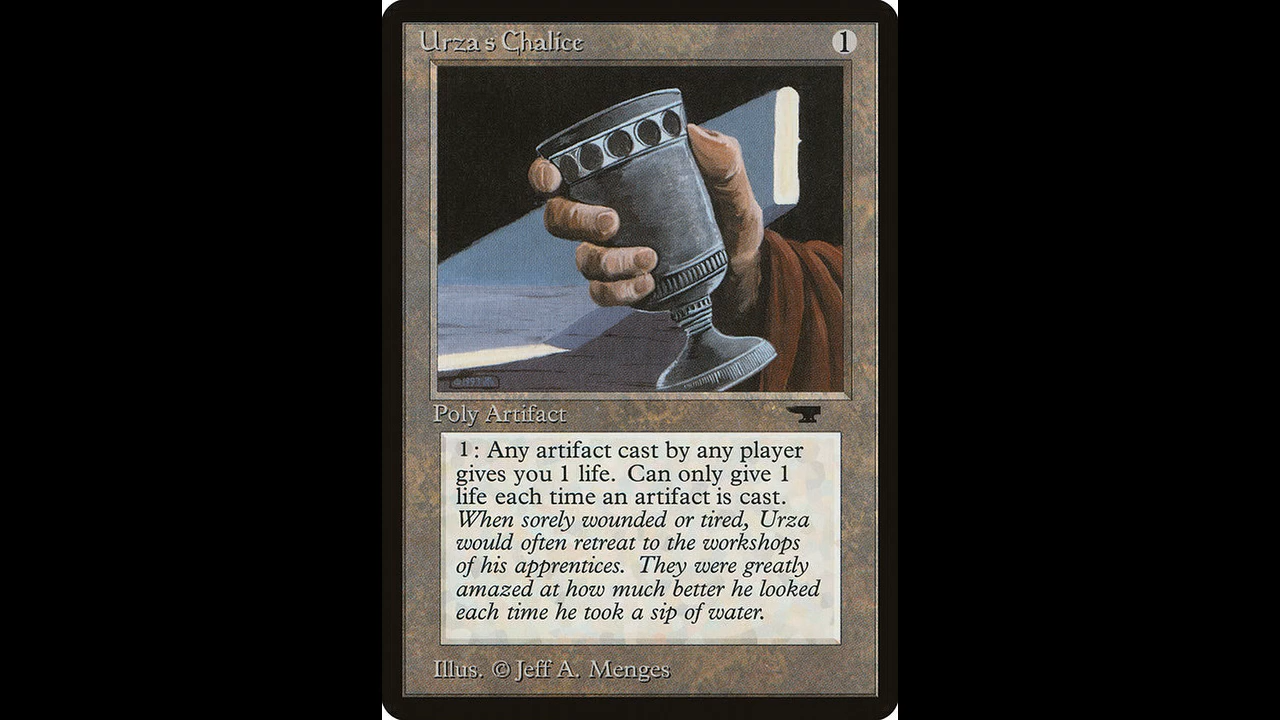 Urza's Chalice
1
Poly Artifact
1: Any artifact cast by any player
gives you 1 life. Can only give 1
life each time an artifact is cast.
When sorely wounded or tired, Urza
would often retreat to the workshops
of his apprentices. They were greatly
amazed at how much better he looked
each time he took a sip of water.
Illus. © Jeff A. Menges